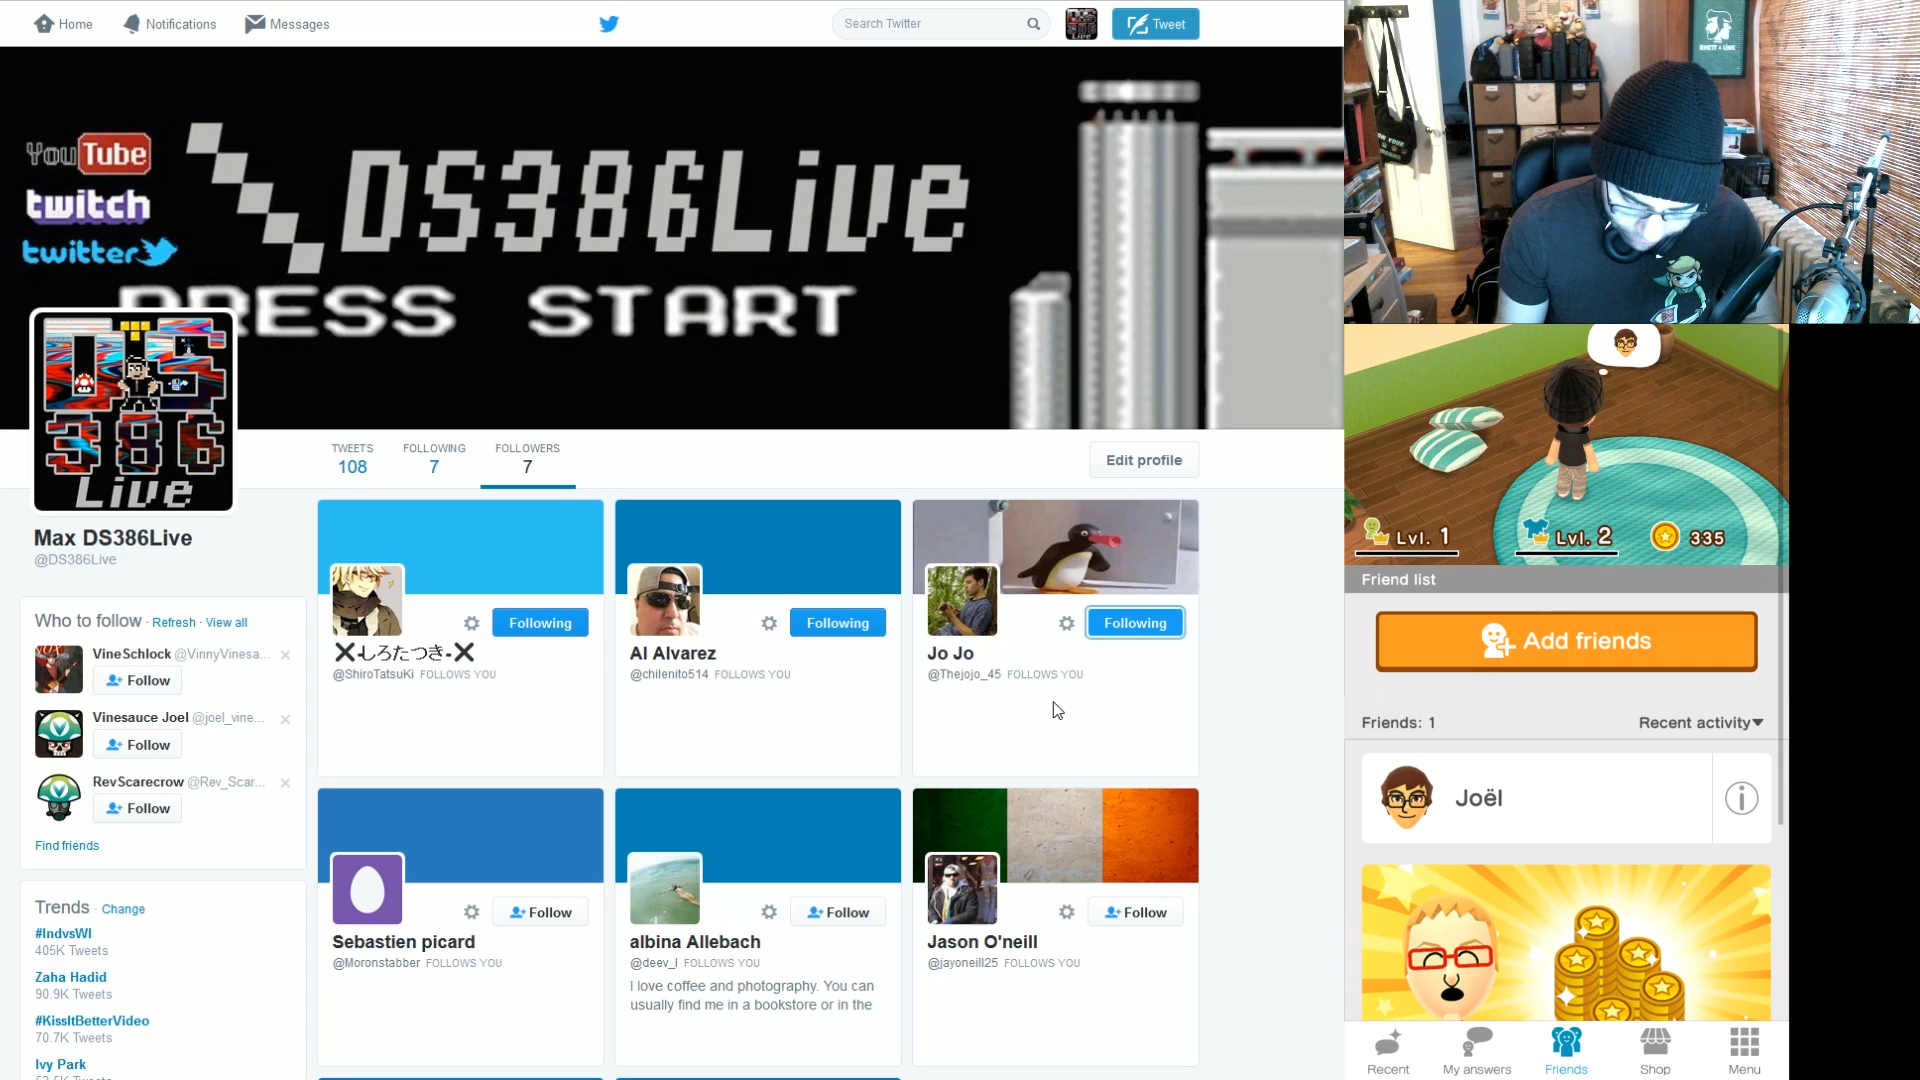 Home
Notifications
Messages
Search Twitter
Tweet
YouTube
twitch
twitter
DS386Live
PRESS START
DS
386
Live
TWEETS
108
FOLLOWING
7
FOLLOWERS
7
Edit profile
Max DS386Live
@DS386Live
Who to follow · Refresh · View all
VineSchlock @VinnyVinesa...
Follow
Vinesauce Joel @joel_vine...
Follow
RevScarecrow @Rev_Scar...
Follow
Find friends
Trends · Change
#IndvsWI
405K Tweets
Zaha Hadid
90.9K Tweets
#KissItBetterVideo
70.7K Tweets
Ivy Park
Following
❌-しろたつき-❌
@ShiroTatsuKi FOLLOWS YOU
Following
Al Alvarez
@chilenito514 FOLLOWS YOU
Following
Jo Jo
@Thejojo_45 FOLLOWS YOU
Follow
Sebastien picard
@Moronstabber FOLLOWS YOU
Follow
albina Allebach
@deev_l FOLLOWS YOU
I love coffee and photography. You can
usually find me in a bookstore or in the
Follow
Jason O'neill
@jayoneill25 FOLLOWS YOU
RHETT & LINK
Lvl. 1
Lvl. 2
335
Friend list
Add friends
Friends: 1
Recent activity▼
Joël
Recent
My answers
Friends
Shop
Menu